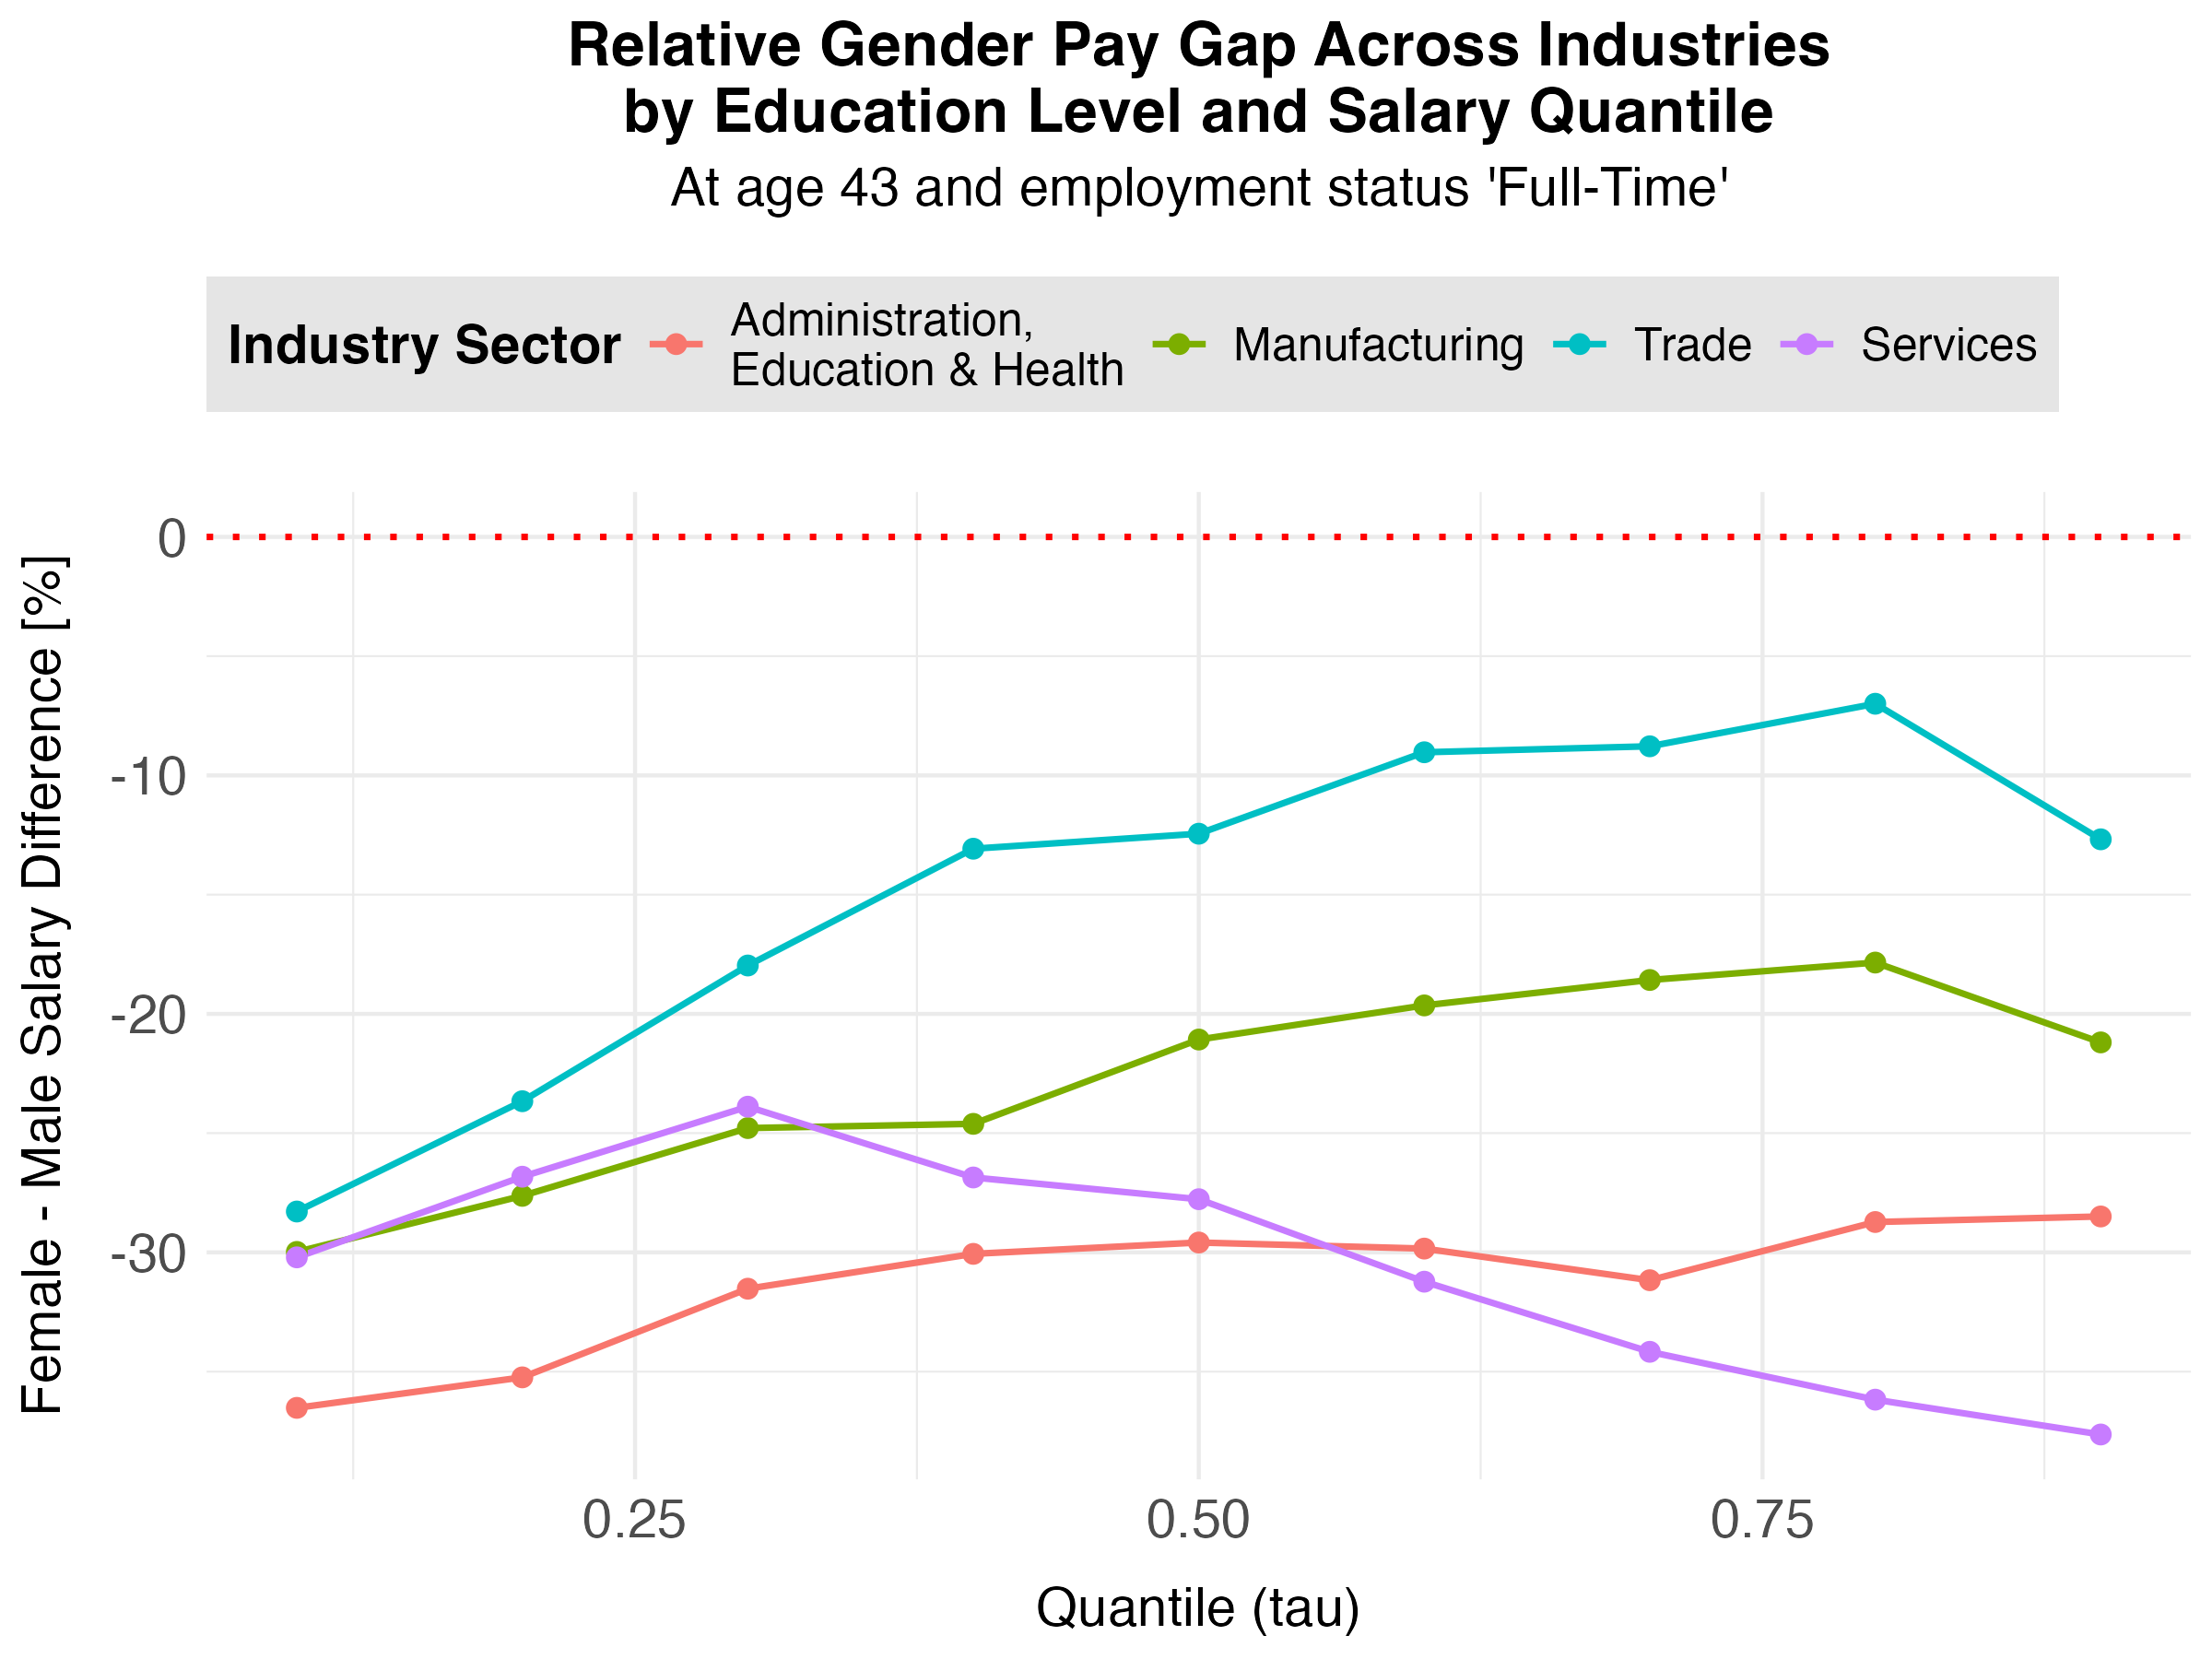 Relative Gender Pay Gap Across Industries
by Education Level and Salary Quantile
At age 43 and employment status 'Full-Time'
Industry Sector
Administration,
Education & Health
Manufacturing
Trade
Services
Female - Male Salary Difference [%]
0
-10
-20
-30
0.25
0.50
0.75
Quantile (tau)